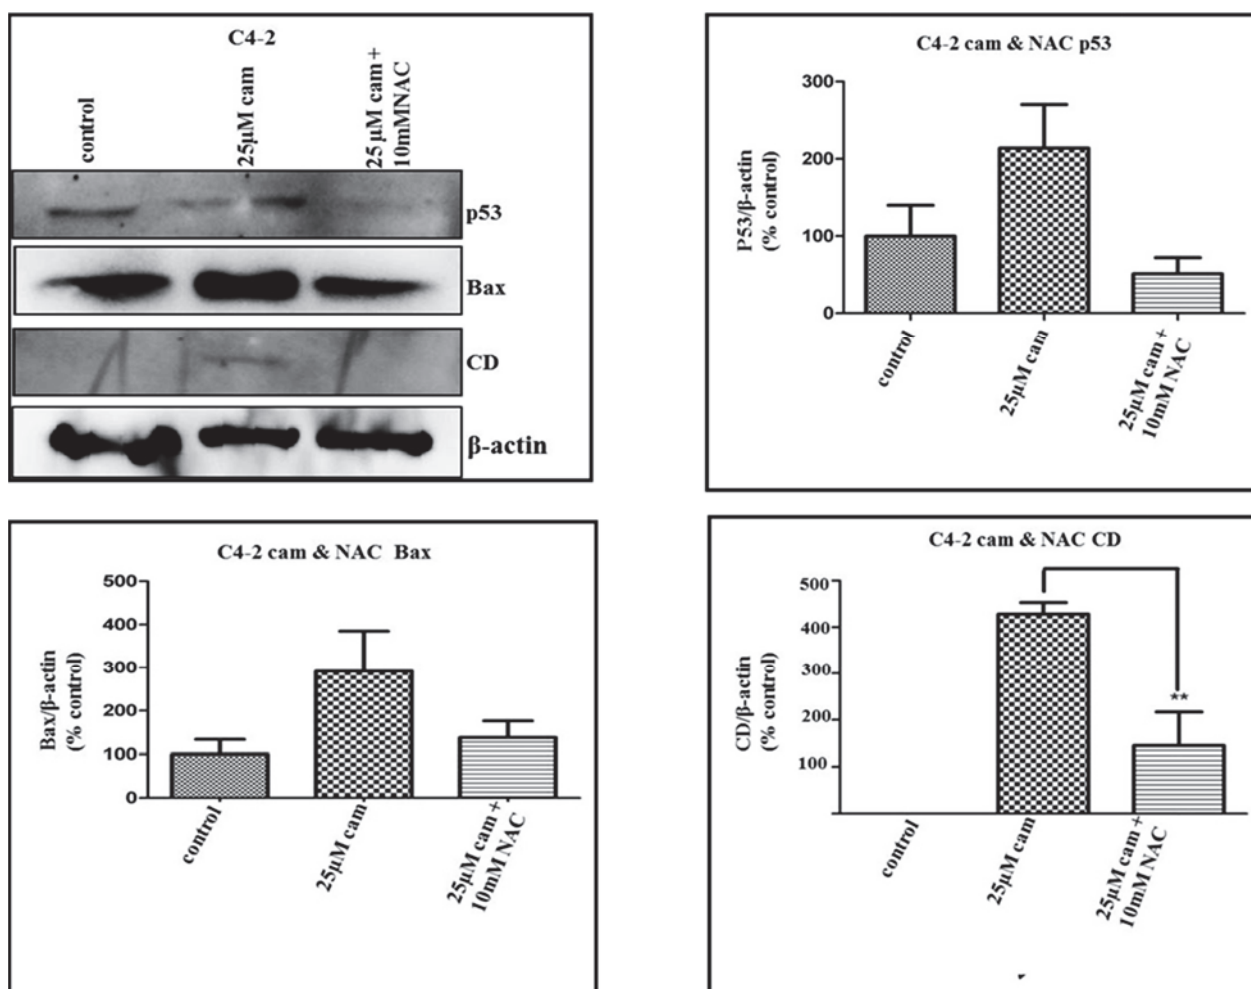 C4-2
control
25µM cam
25 µM cam +
10mMNAC
p53
Bax
CD
β-actin
C4-2 cam & NAC p53
P53/β-actin
(% control)
300
200
100
0
control
25µM cam
25µM cam +
10mM NAC
C4-2 cam & NAC Bax
Bax/β-actin
(% control)
500
400
300
200
100
0
control
25µM cam
25µM cam +
10mM NAC
C4-2 cam & NAC CD
CD/β-actin
(% control)
500
400
300
200
100
**
control
25µM cam
25µM cam +
10mM NAC